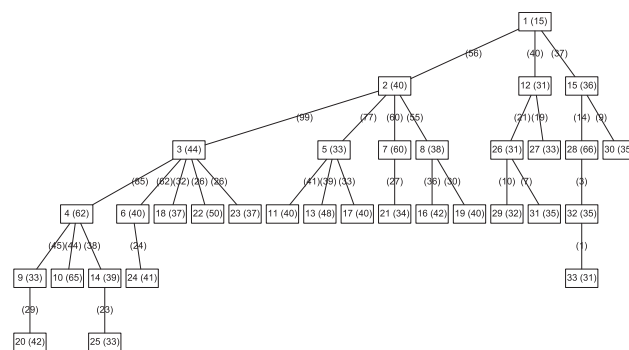 1 (15)
(56) (40) (37)
2 (40) 12 (31) 15 (36)
(99) (77) (60) (55) (21) (19) (14) (9)
3 (44) 5 (33) 7 (60) 8 (38) 26 (31) 27 (33) 28 (66) 30 (35
(65) (62) (32) (26) (26) (41) (39) (33) (27) (36) (30) (10) (7) (3)
4 (62) 6 (40) 18 (37) 22 (50) 23 (37) 11 (40) 13 (48) 17 (40) 21 (34) 16 (42) 19 (40) 29 (32) 31 (35) 32 (35)
(45) (44) (38) (24) (1)
9 (33) 10 (65) 14 (39) 24 (41) 33 (31)
(29) (23)
20 (42) 25 (33)